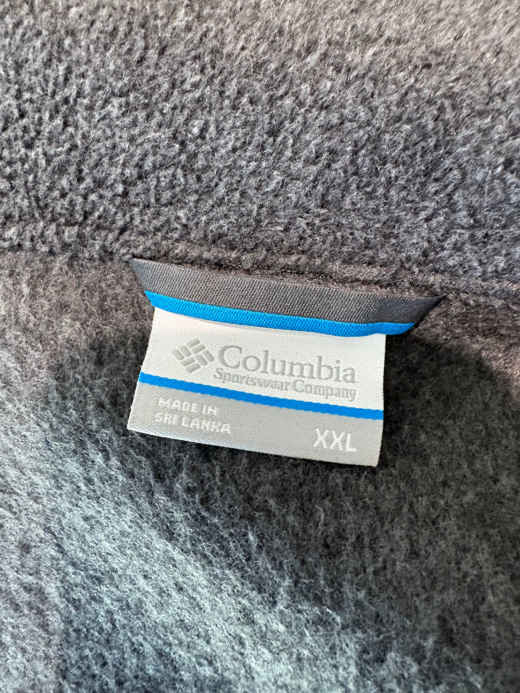 Columbia
Sportswear Company
MADE IN
SRI LANKA
XXL